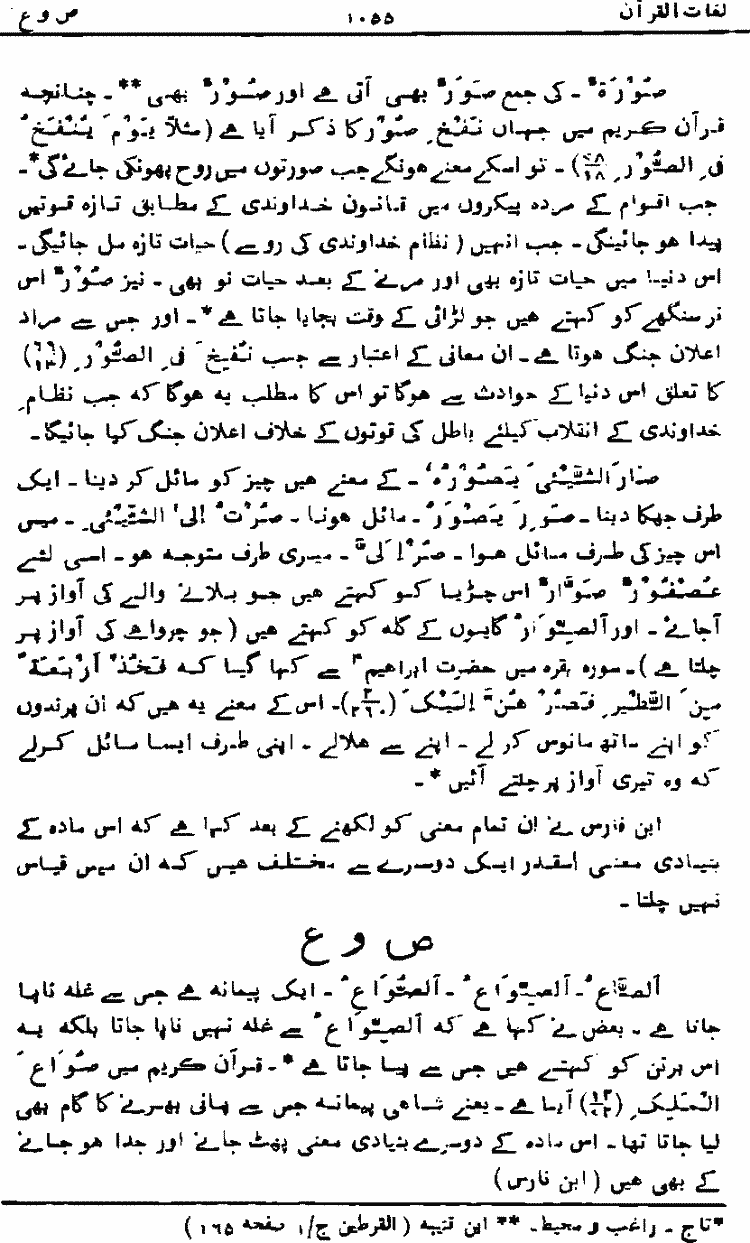 لغات القرآن ۱۰۵۵ ص و ع
صُوْرَۃٌ ۔ کی جمع صُوَرٌ بھی آتی ہے اور صُوْرٌ بھی ** ۔ چنانچہ
قرآن کریم میں جہاں نَفْخِ صُوْر کا ذکر آیا ہے (مثلاً یَوْمَ یُنْفَخُ
فِی الصُّوْرِ ۷۸/۱۸) ۔ تو اسکے معنے ہونگے جب صورتوں میں روح پھونکی جائے گی * ۔
جب اقوام کے مردہ پیکروں میں قانون خداوندی کے مطابق تازہ قوتیں
پیدا ہو جائینگی ۔ جب انہیں (نظام خداوندی کی رو سے) حیات تازہ مل جائیگی ۔
اس دنیا میں حیات تازہ بھی اور مرنے کے بعد حیات نو بھی ۔ نیز صُوْرٌ اس
نرسنگھے کو کہتے ہیں جو لڑائی کے وقت بجایا جاتا ہے * ۔ اور جس سے مراد
اعلان جنگ ہوتا ہے ۔ ان معانی کے اعتبار سے جب نُفِخَ فِی الصُّوْرِ
کا تعلق اس دنیا کے حوادث سے ہوگا تو اس کا مطلب یہ ہوگا کہ جب نظامِ
خداوندی کے انقلاب کیلئے باطل کی قوتوں کے خلاف اعلان جنگ کیا جائیگا ۔
صَارَ الشَّیْئَی یَصُوْرُہٗ ۔ کے معنے ہیں چیز کو مائل کر دینا ۔ ایک
طرف جھکا دینا ۔ صَوِرَ یَصْوَرُ ۔ مائل ہونا ۔ صُرْتُ اِلَی الشَّیْئِی ۔ میں
اس چیز کی طرف مائل ہوا ۔ صُرْ اِلَیَّ ۔ میری طرف متوجہ ہو ۔ اسی لئے
عُصْفُوْرٌ صَوَّارٌ اس چڑیا کو کہتے ہیں جو بلانے والے کی آواز پر
آجائے ۔ اور اَلصِّوَارُ گایوں کے گلہ کو کہتے ہیں (جو چرواہے کی آواز پر
چلتا ہے) ۔ سورہ بقرہ میں حضرت ابراہیمؑ سے کہا گیا کہ فَخُذْ اَرْبَعَۃً
مِنَ الطَّیْرِ فَصُرْ ھُنَّ اِلَیْکَ (۲/۲۶۰) ۔ اس کے معنے یہ ہیں کہ ان پرندوں
کو اپنے ساتھ مانوس کر لے ۔ اپنے سے ہلالے ۔ اپنی طرف ایسا مائل کرلے
کہ وہ تیری آواز پر چلتے آئیں * ۔
ابن فارس نے ان تمام معنی کو لکھنے کے بعد کہا ہے کہ اس مادہ کے
بنیادی معنی اسقدر ایک دوسرے سے مختلف ہیں کہ ان میں قیاس
نہیں چلتا ۔
ص و ع
اَلصَّاعُ ۔ اَلصِّوَاعُ ۔ اَلصُّوَاعُ ۔ ایک پیمانہ ہے جس سے غلہ ناپا
جاتا ہے ۔ بعض نے کہا ہے کہ اَلصِّوَاعُ سے غلہ نہیں ناپا جاتا بلکہ یہ
اس برتن کو کہتے ہیں جس سے پیا جاتا ہے * ۔ قرآن کریم میں صُوَاعَ
الْمَلِکِ (۱۲/۷۲) آیا ہے ۔ یعنے شاہی پیمانہ جس سے پانی بھرنے کا کام بھی
لیا جاتا تھا ۔ اس مادہ کے دوسرے بنیادی معنی پھٹ جانے اور جدا ہو جانے
کے بھی ہیں (ابن فارس)
*تاج ۔ راغب و محیط ۔ ** ابن قتیبہ (القرطین ج/۱ صفحہ ۱۶۵)